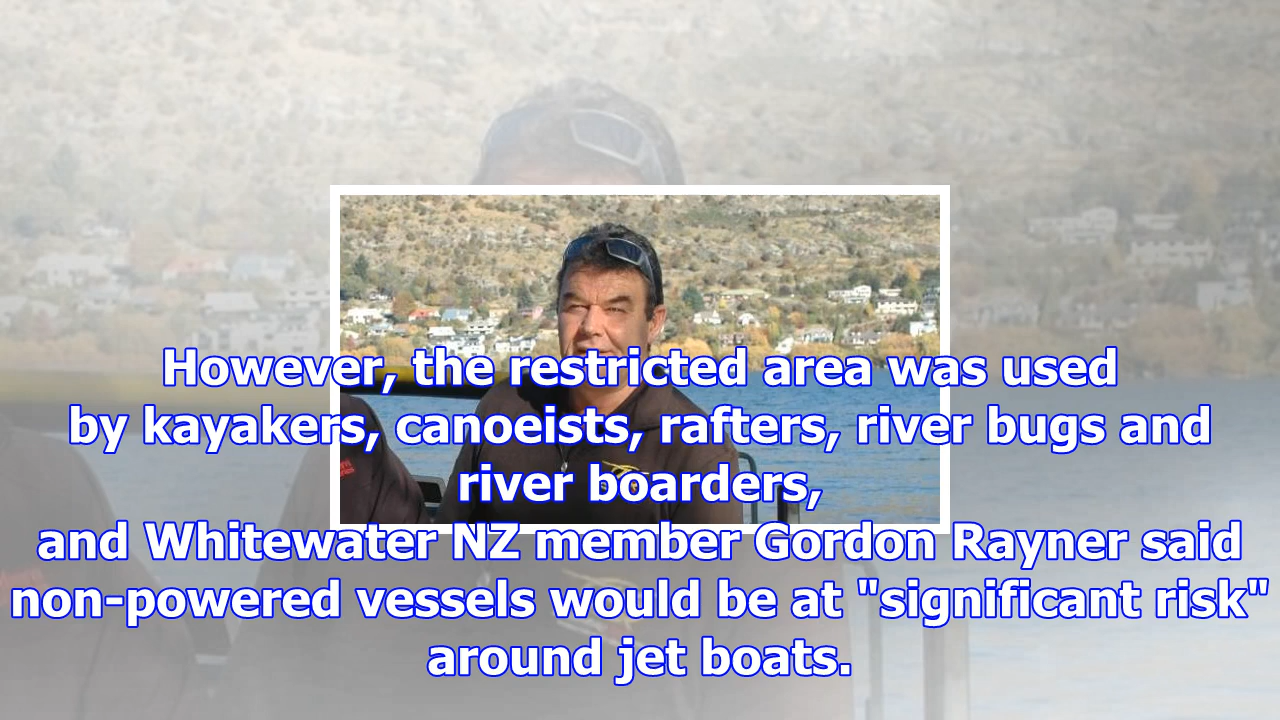 However, the restricted area was used
by kayakers, canoeists, rafters, river bugs and
river boarders,
and Whitewater NZ member Gordon Rayner said
non-powered vessels would be at "significant risk"
around jet boats.